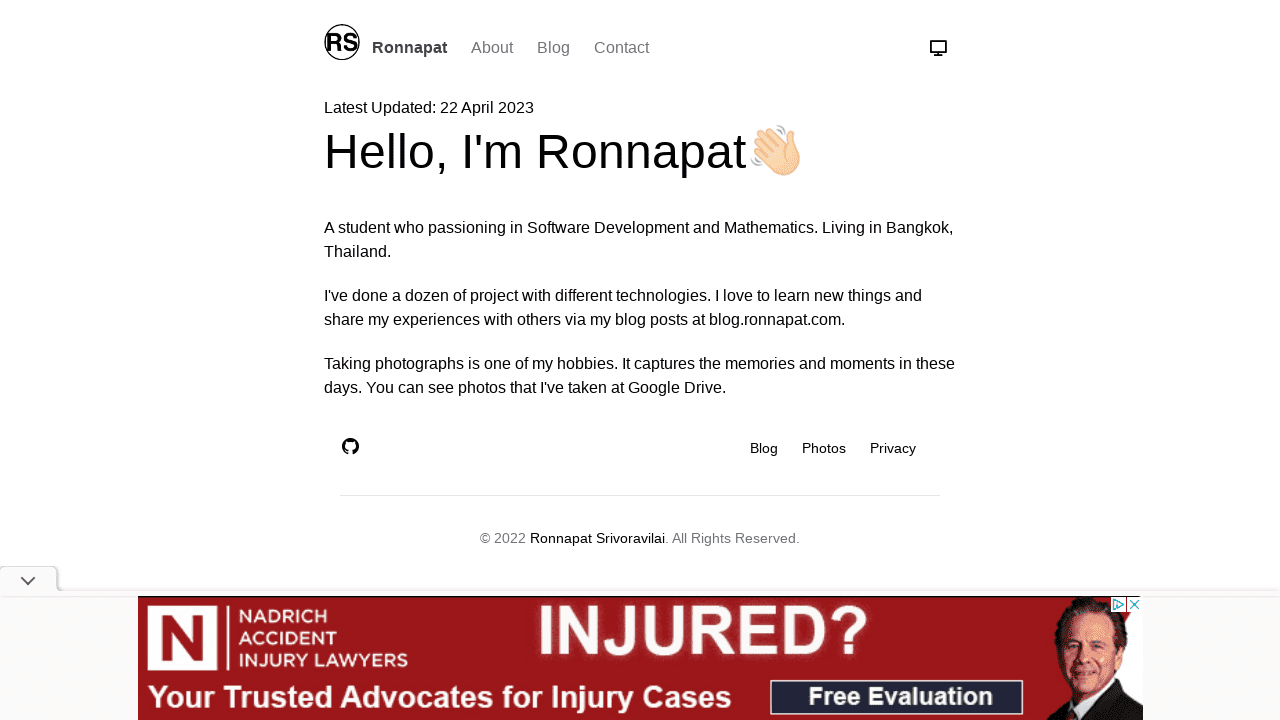 RS Ronnapat About Blog Contact
Latest Updated: 22 April 2023
Hello, I'm Ronnapat👋🏻
A student who passioning in Software Development and Mathematics. Living in Bangkok,
Thailand.
I've done a dozen of project with different technologies. I love to learn new things and
share my experiences with others via my blog posts at blog.ronnapat.com.
Taking photographs is one of my hobbies. It captures the memories and moments in these
days. You can see photos that I've taken at Google Drive.
Blog Photos Privacy
© 2022 Ronnapat Srivoravilai. All Rights Reserved.
N NADRICH
ACCIDENT
INJURY LAWYERS
INJURED?
Your Trusted Advocates for Injury Cases
Free Evaluation